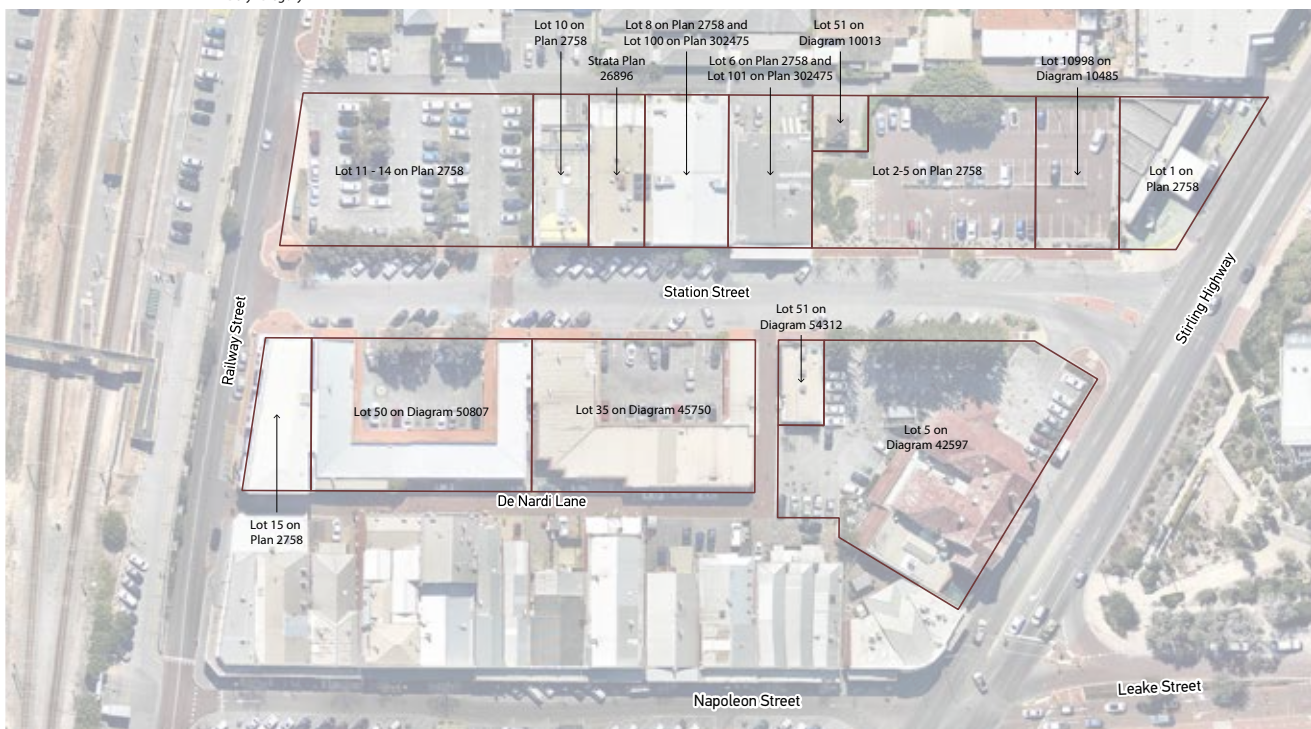 Lot 10 on
Plan 2758
Lot 8 on Plan 2758 and
Lot 100 on Plan 302475
Lot 51 on
Diagram 10013
Strata Plan
26896
Lot 6 on Plan 2758 and
Lot 101 on Plan 302475
Lot 10998 on
Diagram 10485
Lot 11 - 14 on Plan 2758
Lot 2-5 on Plan 2758
Lot 1 on
Plan 2758
Station Street
Railway Street
Stirling Highway
Lot 51 on
Diagram 54312
Lot 50 on Diagram 50807
Lot 35 on Diagram 45750
Lot 5 on
Diagram 42597
De Nardi Lane
Lot 15 on
Plan 2758
Napoleon Street
Leake Street